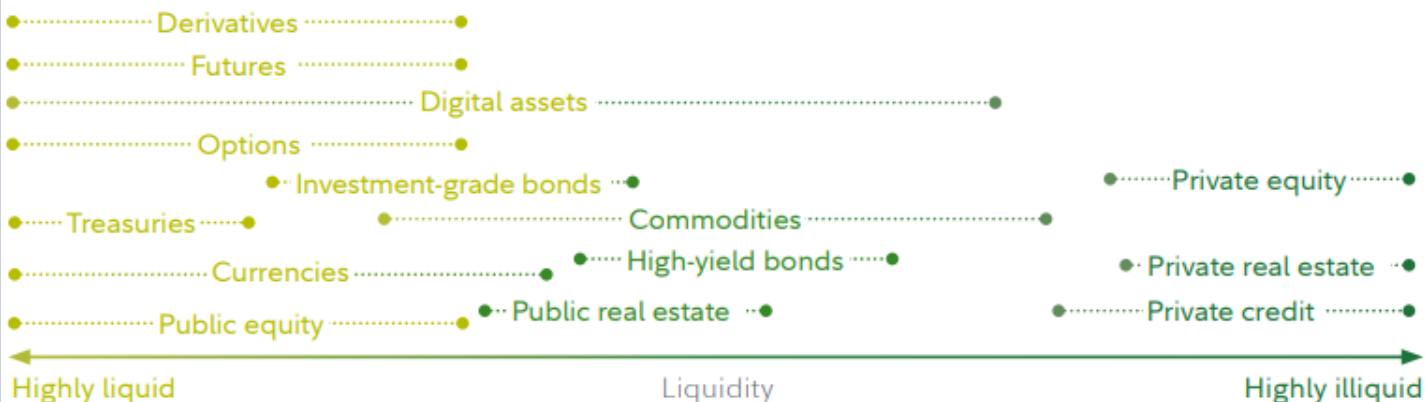 Derivatives
Futures
Digital assets
Options
Investment-grade bonds
Private equity
Treasuries
Commodities
High-yield bonds
Private real estate
Currencies
Public real estate
Private credit
Public equity
Highly liquid
Liquidity
Highly illiquid